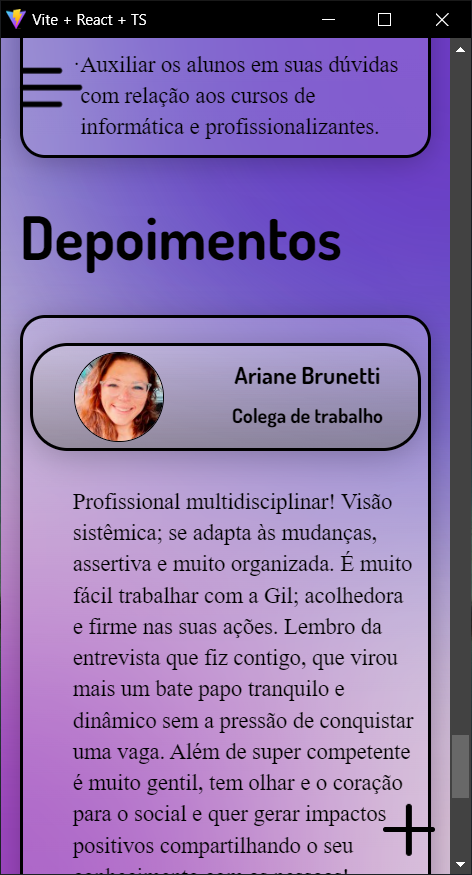 Vite + React + TS
· Auxiliar os alunos em suas dúvidas
com relação aos cursos de
informática e profissionalizantes.
Depoimentos
Ariane Brunetti
Colega de trabalho
Profissional multidisciplinar! Visão
sistêmica; se adapta às mudanças,
assertiva e muito organizada. É muito
fácil trabalhar com a Gil; acolhedora
e firme nas suas ações. Lembro da
entrevista que fiz contigo, que virou
mais um bate papo tranquilo e
dinâmico sem a pressão de conquistar
uma vaga. Além de super competente
é muito gentil, tem olhar e o coração
para o social e quer gerar impactos
positivos compartilhando o seu
conhecimento com as pessoas!